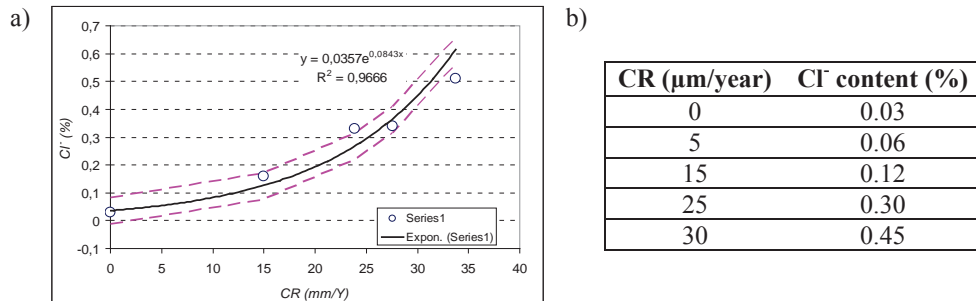 a)
0,7
0,6
0,5
0,4
0,3
0,2
0,1
0
-0,1
Cl- (%)
y = 0,0357e^0,0843x
R² = 0,9666
Series1
Expon. (Series1)
0 5 10 15 20 25 30 35 40
CR (mm/Y)
b)
CR (μm/year) Cl⁻ content (%)
0 0.03
5 0.06
15 0.12
25 0.30
30 0.45